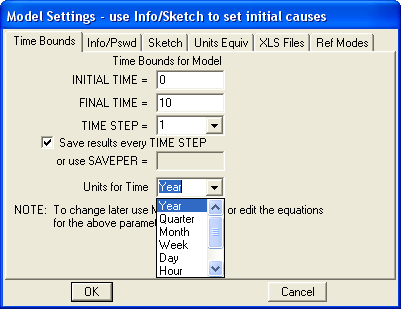 Model Settings - use Info/Sketch to set initial causes
Time Bounds Info/Pswd Sketch Units Equiv XLS Files Ref Modes
Time Bounds for Model
INITIAL TIME = 0
FINAL TIME = 10
TIME STEP = 1
Save results every TIME STEP
or use SAVEPER =
Units for Time Year
Year
Quarter
Month
Week
Day
Hour
NOTE: To change later use or edit the equations
for the above
OK Cancel